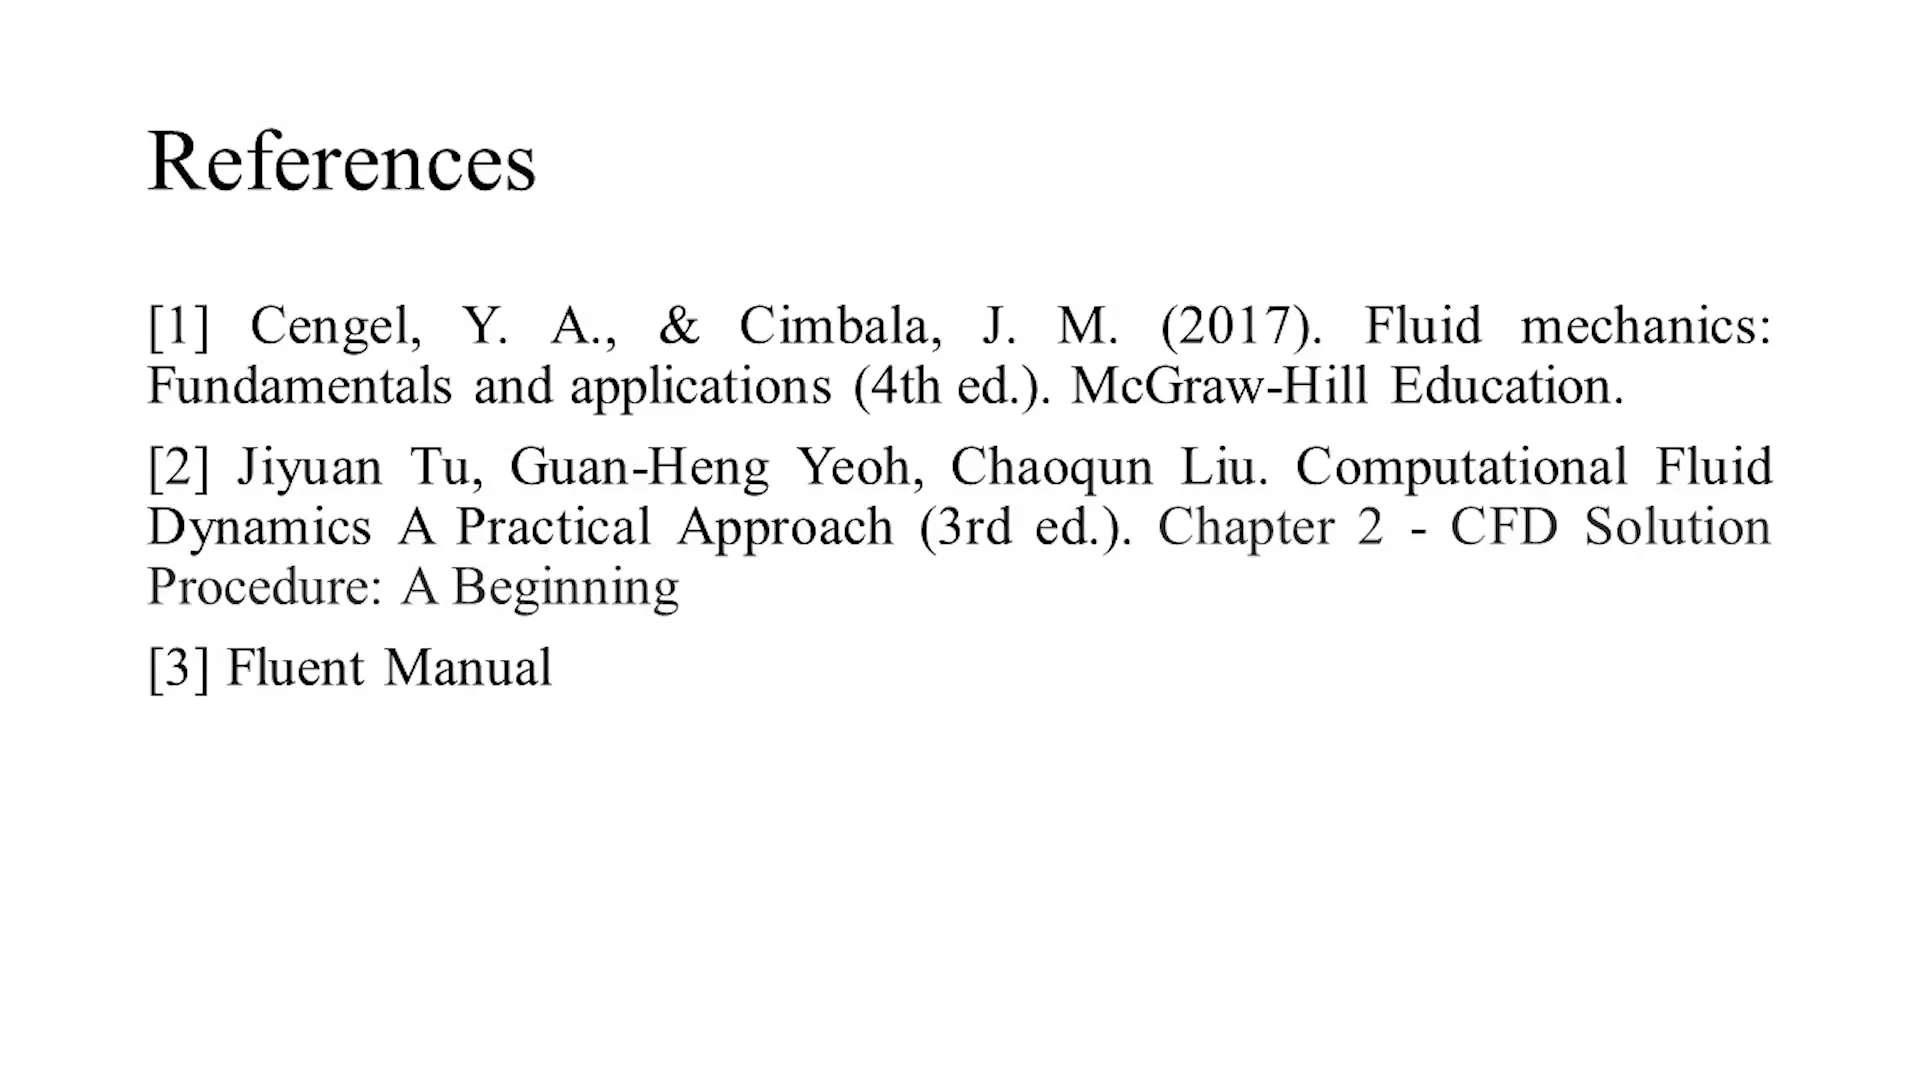 References
[1] Cengel, Y. A., & Cimbala, J. M. (2017). Fluid mechanics:
Fundamentals and applications (4th ed.). McGraw-Hill Education.
[2] Jiyuan Tu, Guan-Heng Yeoh, Chaoqun Liu. Computational Fluid
Dynamics A Practical Approach (3rd ed.). Chapter 2 - CFD Solution
Procedure: A Beginning
[3] Fluent Manual